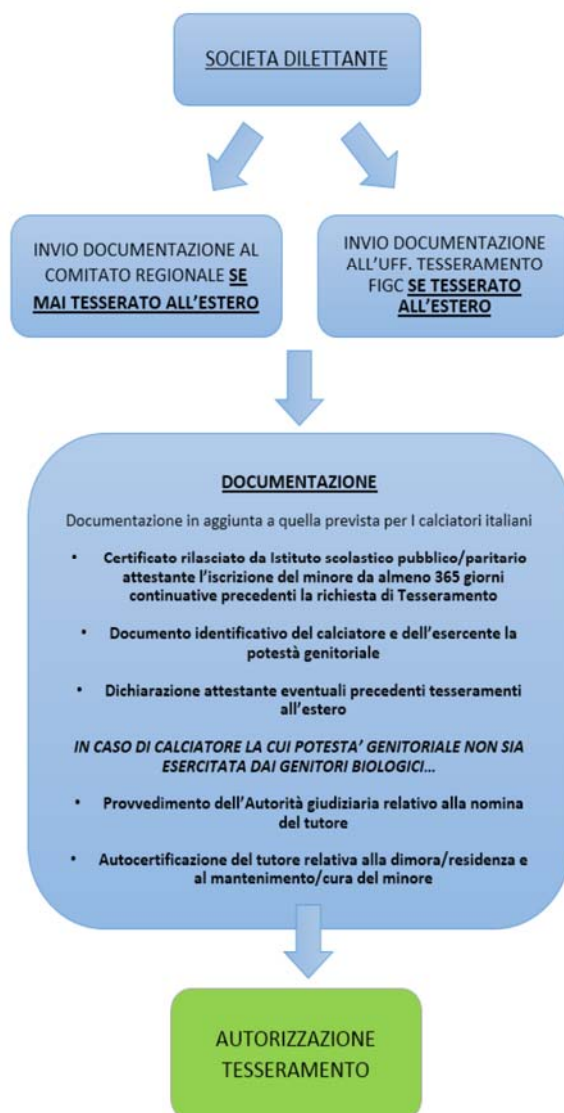 SOCIETA DILETTANTE
INVIO DOCUMENTAZIONE AL
COMITATO REGIONALE SE
MAI TESSERATO ALL'ESTERO
INVIO DOCUMENTAZIONE
ALL'UFF. TESSERAMENTO
FIGC SE TESSERATO
ALL'ESTERO
DOCUMENTAZIONE
Documentazione in aggiunta a quella prevista per I calciatori italiani
• Certificato rilasciato da Istituto scolastico pubblico/paritario
attestante l'iscrizione del minore da almeno 365 giorni
continuative precedenti la richiesta di Tesseramento
• Documento identificativo del calciatore e dell'esercente la
potestà genitoriale
• Dichiarazione attestante eventuali precedenti tesseramenti
all'estero
IN CASO DI CALCIATORE LA CUI POTESTA' GENITORIALE NON SIA
ESERCITATA DAI GENITORI BIOLOGICI…
• Provvedimento dell'Autorità giudiziaria relativo alla nomina
del tutore
• Autocertificazione del tutore relativa alla dimora/residenza e
al mantenimento/cura del minore
AUTORIZZAZIONE
TESSERAMENTO